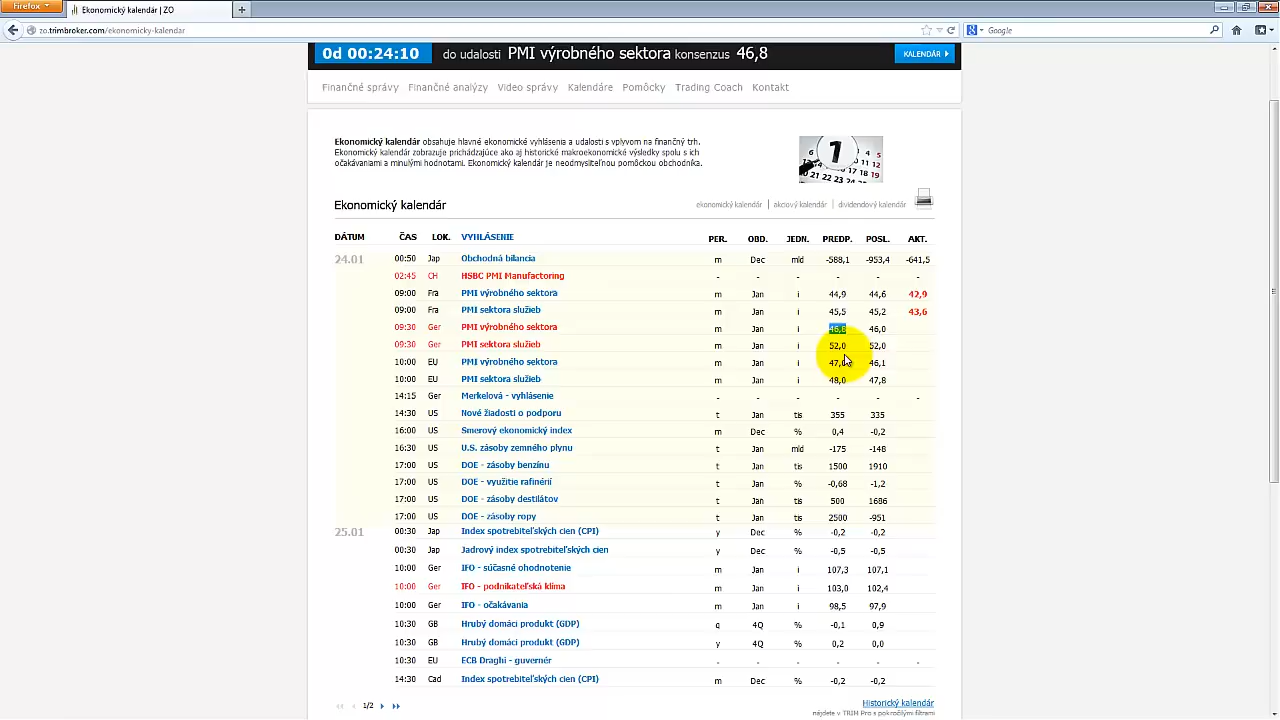 Firefox
Ekonomický kalendár | ZO
zo.trimbroker.com/ekonomicky-kalendar
Google
0d 00:24:10 do udalosti PMI výrobného sektora konsenzus 46,8 KALENDÁR
Finančné správy Finančné analýzy Video správy Kalendáre Pomôcky Trading Coach Kontakt
Ekonomický kalendár obsahuje hlavné ekonomické vyhlásenia a udalosti s vplyvom na finančný trh.
Ekonomický kalendár zobrazuje prichádzajúce ako aj historické makroekonomické výsledky spolu s ich
očakávaniami a minulými hodnotami. Ekonomický kalendár je neodmysliteľnou pomôckou obchodníka.
Ekonomický kalendár
ekonomický kalendár | akciový kalendár | dividendový kalendár
DÁTUM ČAS LOK. VYHLÁSENIE PER. OBD. JEDN. PREDP. POSL. AKT.
24.01 00:50 Jap Obchodná bilancia m Dec mld -588,1 -953,4 -641,5
02:45 CH HSBC PMI Manufacturing - - - - - -
09:00 Fra PMI výrobného sektora m Jan i 44,9 44,6 42,9
09:00 Fra PMI sektora služieb m Jan i 45,5 45,2 43,6
09:30 Ger PMI výrobného sektora m Jan i 46,8 46,0
09:30 Ger PMI sektora služieb m Jan i 52,0 52,0
10:00 EU PMI výrobného sektora m Jan i 46,1
10:00 EU PMI sektora služieb m Jan i 48,0 47,8
14:15 Ger Merkelová - vyhlásenie - - - - - -
14:30 US Nové žiadosti o podporu t Jan tis 355 335
16:00 US Smerový ekonomický index m Dec % 0,4 -0,2
16:30 US U.S. zásoby zemného plynu t Jan mld -175 -148
17:00 US DOE - zásoby benzínu t Jan tis 1500 1910
17:00 US DOE - využitie rafinérií t Jan % -0,68 -1,2
17:00 US DOE - zásoby destilátov t Jan tis 500 1686
17:00 US DOE - zásoby ropy t Jan tis 2500 -951
25.01 00:30 Jap Index spotrebiteľských cien (CPI) y Dec % -0,2 -0,2
00:30 Jap Jadrový index spotrebiteľských cien y Dec % -0,5 -0,5
10:00 Ger IFO - súčasné ohodnotenie m Jan i 107,3 107,1
10:00 Ger IFO - podnikateľská klíma m Jan i 103,0 102,4
10:00 Ger IFO - očakávania m Jan i 98,5 97,9
10:30 GB Hrubý domáci produkt (GDP) q 4Q % -0,1 0,9
10:30 GB Hrubý domáci produkt (GDP) y 4Q % 0,2 0,0
10:30 EU ECB Draghi - guvernér - - - - - -
14:30 Cad Index spotrebiteľských cien (CPI) m Dec % -0,2 -0,2
1/2
Historický kalendár
nájdete v TRIM Pro s pokročilými filtrami